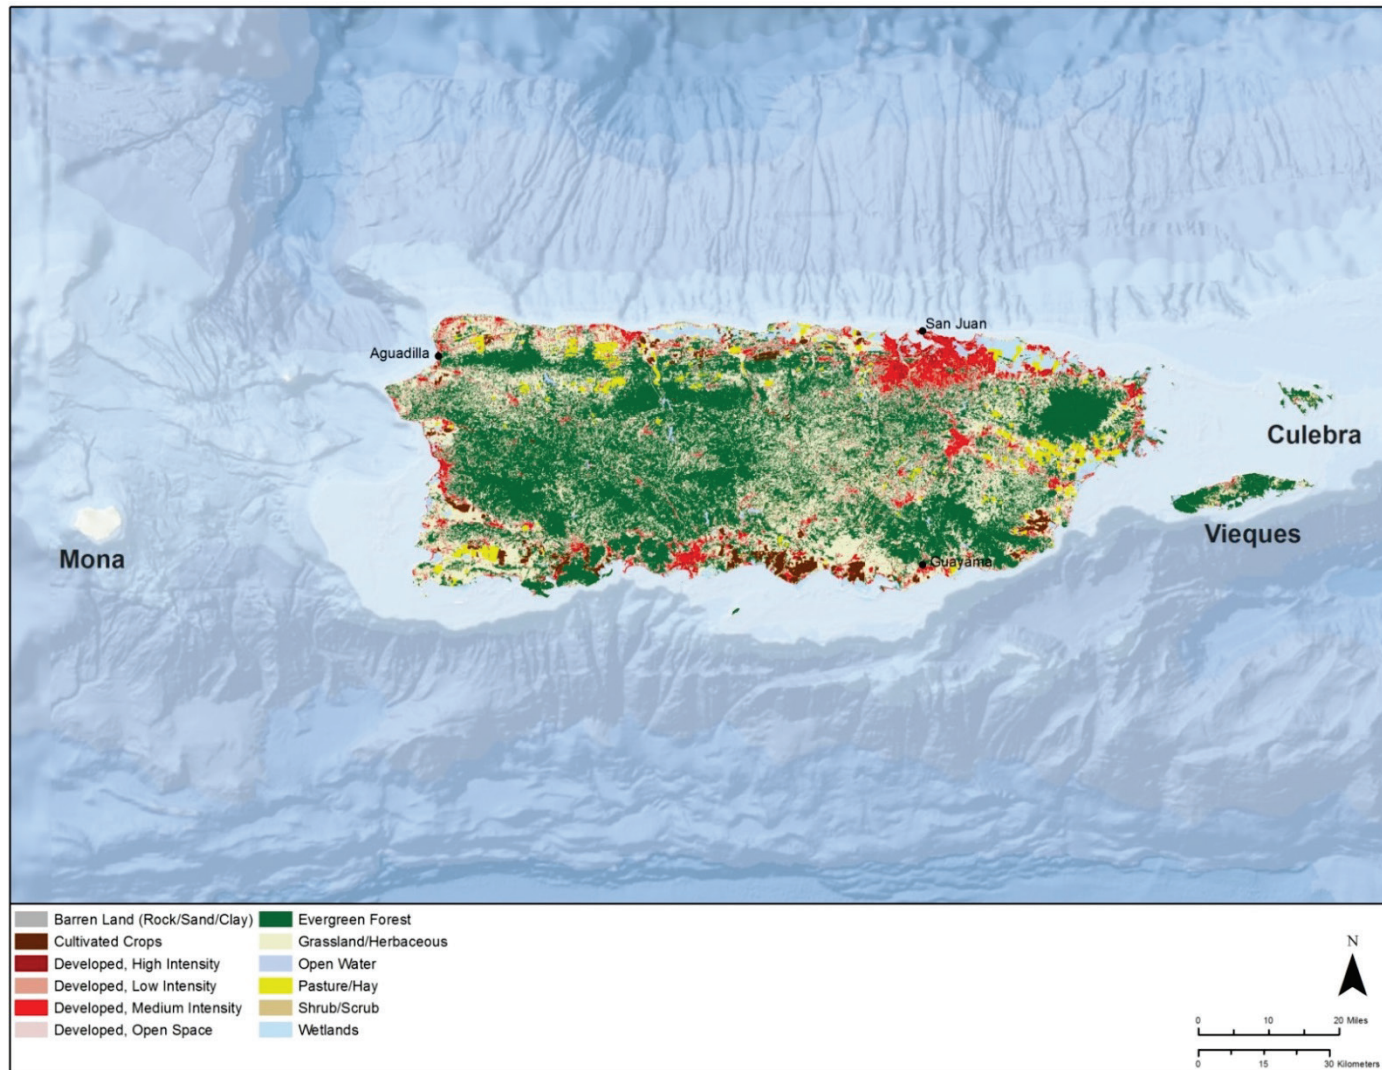 San Juan
Aguadilla
Culebra
Vieques
Mona
Guayama
Barren Land (Rock/Sand/Clay)
Cultivated Crops
Developed, High Intensity
Developed, Low Intensity
Developed, Medium Intensity
Developed, Open Space
Evergreen Forest
Grassland/Herbaceous
Open Water
Pasture/Hay
Shrub/Scrub
Wetlands
N
0 10 20 Miles
0 15 30 Kilometers